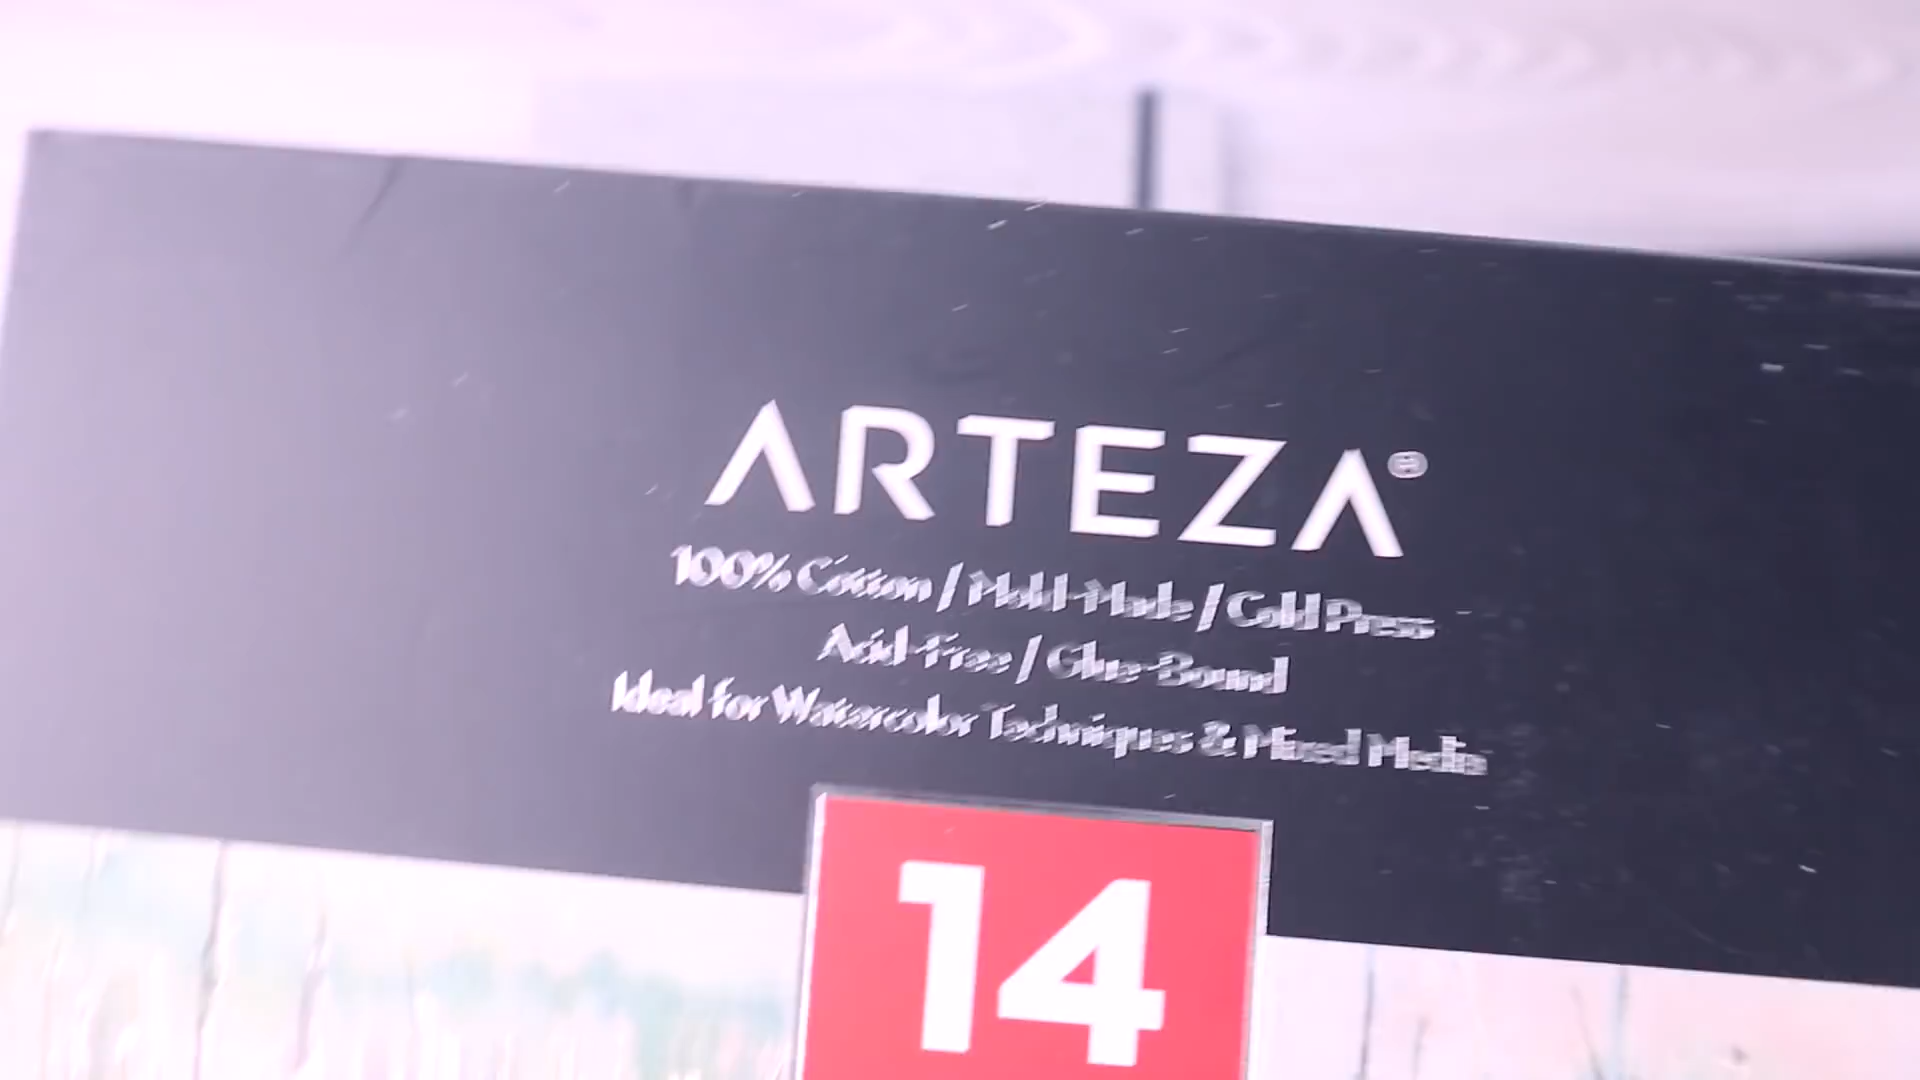 ARTEZA®
100% Cotton / Mold-Made / Cold Press
Acid-Free / Glue-Bound
Ideal for Watercolor Techniques & Mixed Media
14